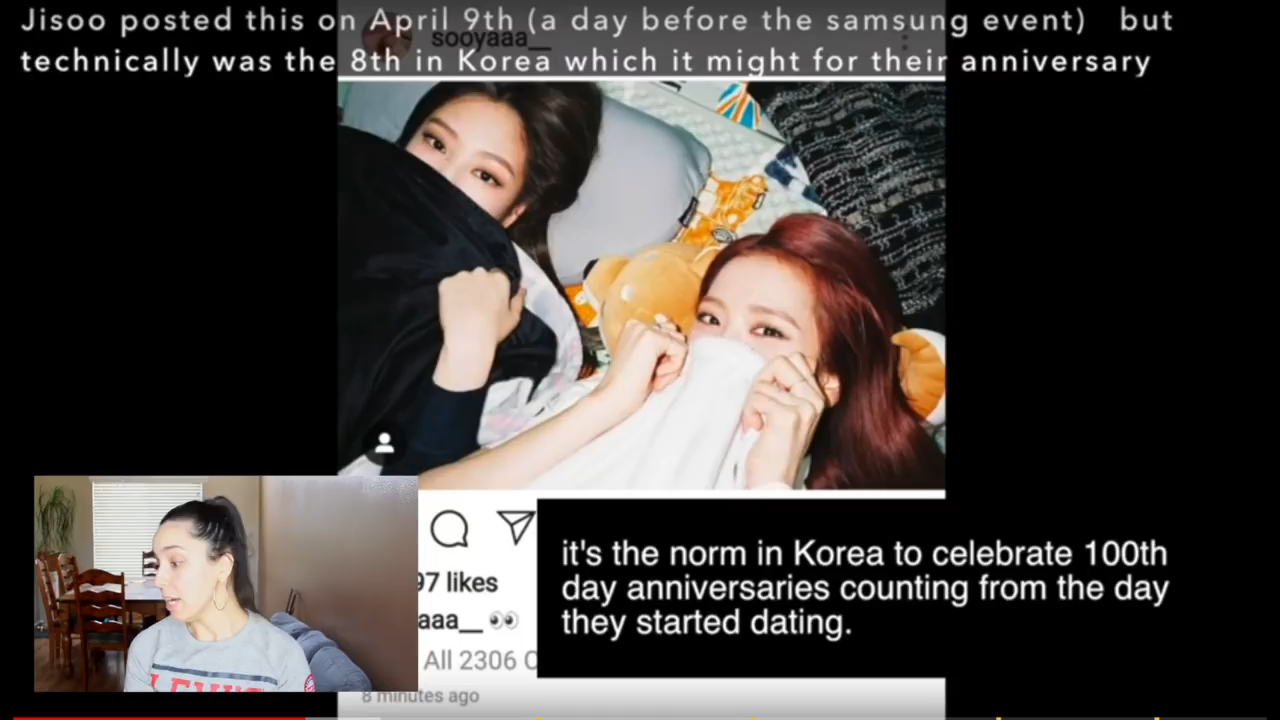 Jisoo posted this on April 9th (a day before the samsung event) but
technically was the 8th in Korea which it might for their anniversary
sooyaaa__
97 likes
aaa__ 👀
All 2306 C
8 minutes ago
it's the norm in Korea to celebrate 100th
day anniversaries counting from the day
they started dating.